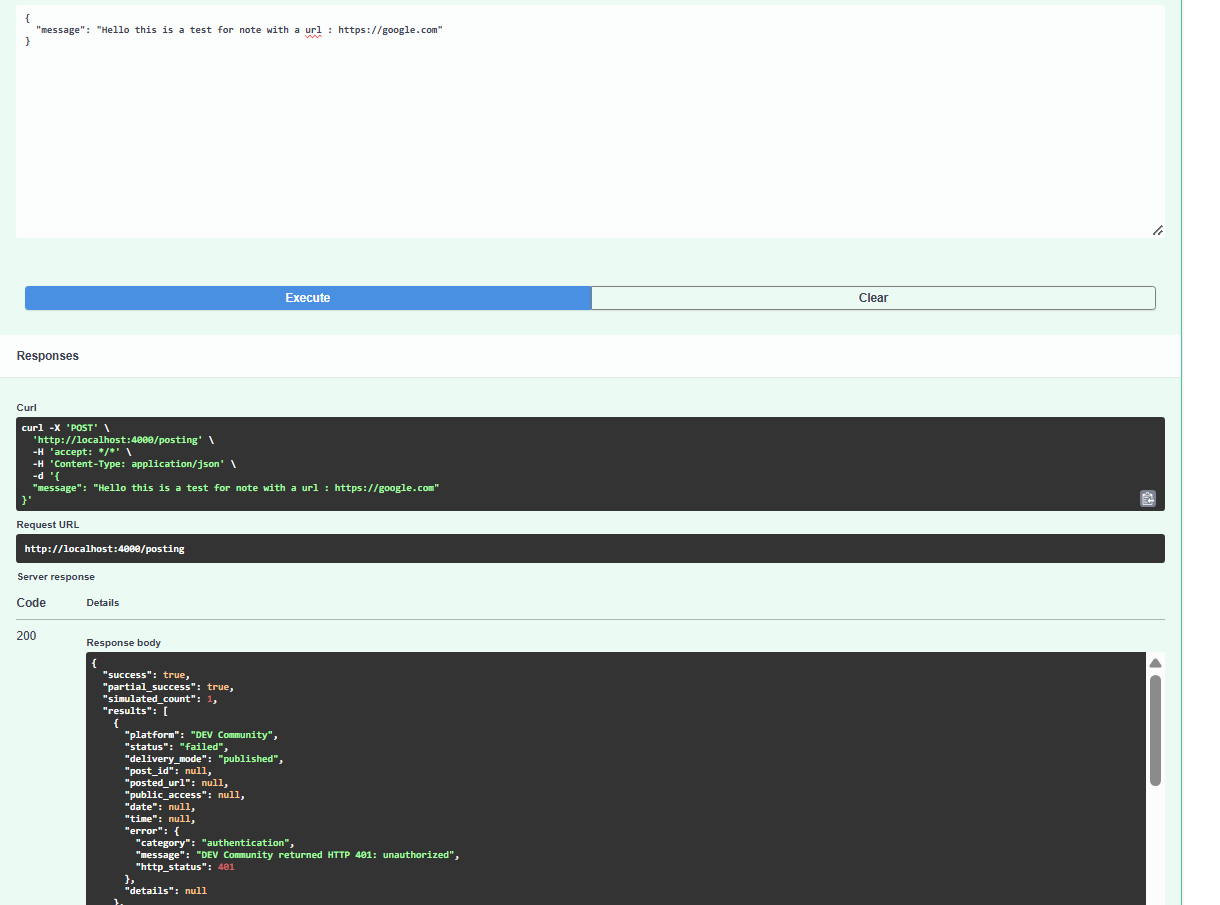 {
  "message": "Hello this is a test for note with a url : https://google.com"
}
Execute
Clear
Responses
Curl
curl -X 'POST' \
  'http://localhost:4000/posting' \
  -H 'accept: */*' \
  -H 'Content-Type: application/json' \
  -d '{
  "message": "Hello this is a test for note with a url : https://google.com"
}'
Request URL
http://localhost:4000/posting
Server response
Code Details
200
Response body
{
  "success": true,
  "partial_success": true,
  "simulated_count": 1,
  "results": [
    {
      "platform": "DEV Community",
      "status": "failed",
      "delivery_mode": "published",
      "post_id": null,
      "posted_url": null,
      "public_access": null,
      "date": null,
      "time": null,
      "error": {
        "category": "authentication",
        "message": "DEV Community returned HTTP 401: unauthorized",
        "http_status": 401
      },
      "details": null
    },